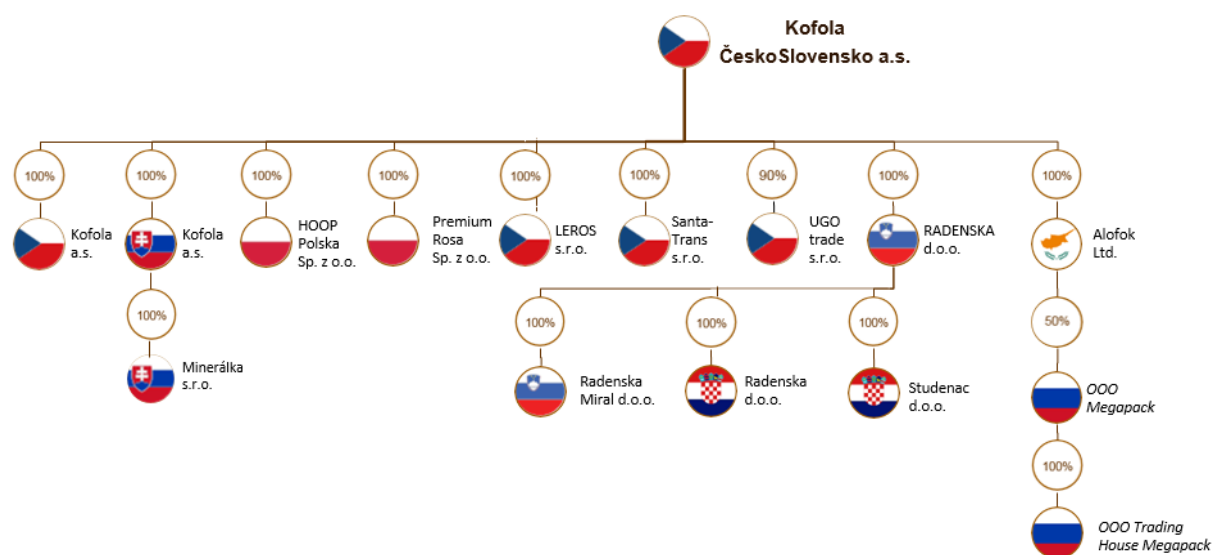 Kofola
ČeskoSlovensko a.s.
100%
100%
100%
100%
100%
100%
90%
100%
100%
Kofola
a.s.
Kofola
a.s.
HOOP
Polska
Sp. z o.o.
Premium
Rosa
Sp. z o.o.
LEROS
s.r.o.
Santa-
Trans
s.r.o.
UGO
trade
s.r.o.
RADENSKA
d.o.o.
Alofok
Ltd.
100%
100%
100%
100%
50%
Minerálka
s.r.o.
Radenska
Miral d.o.o.
Radenska
d.o.o.
Studenac
d.o.o.
OOO
Megapack
100%
OOO Trading
House Megapack